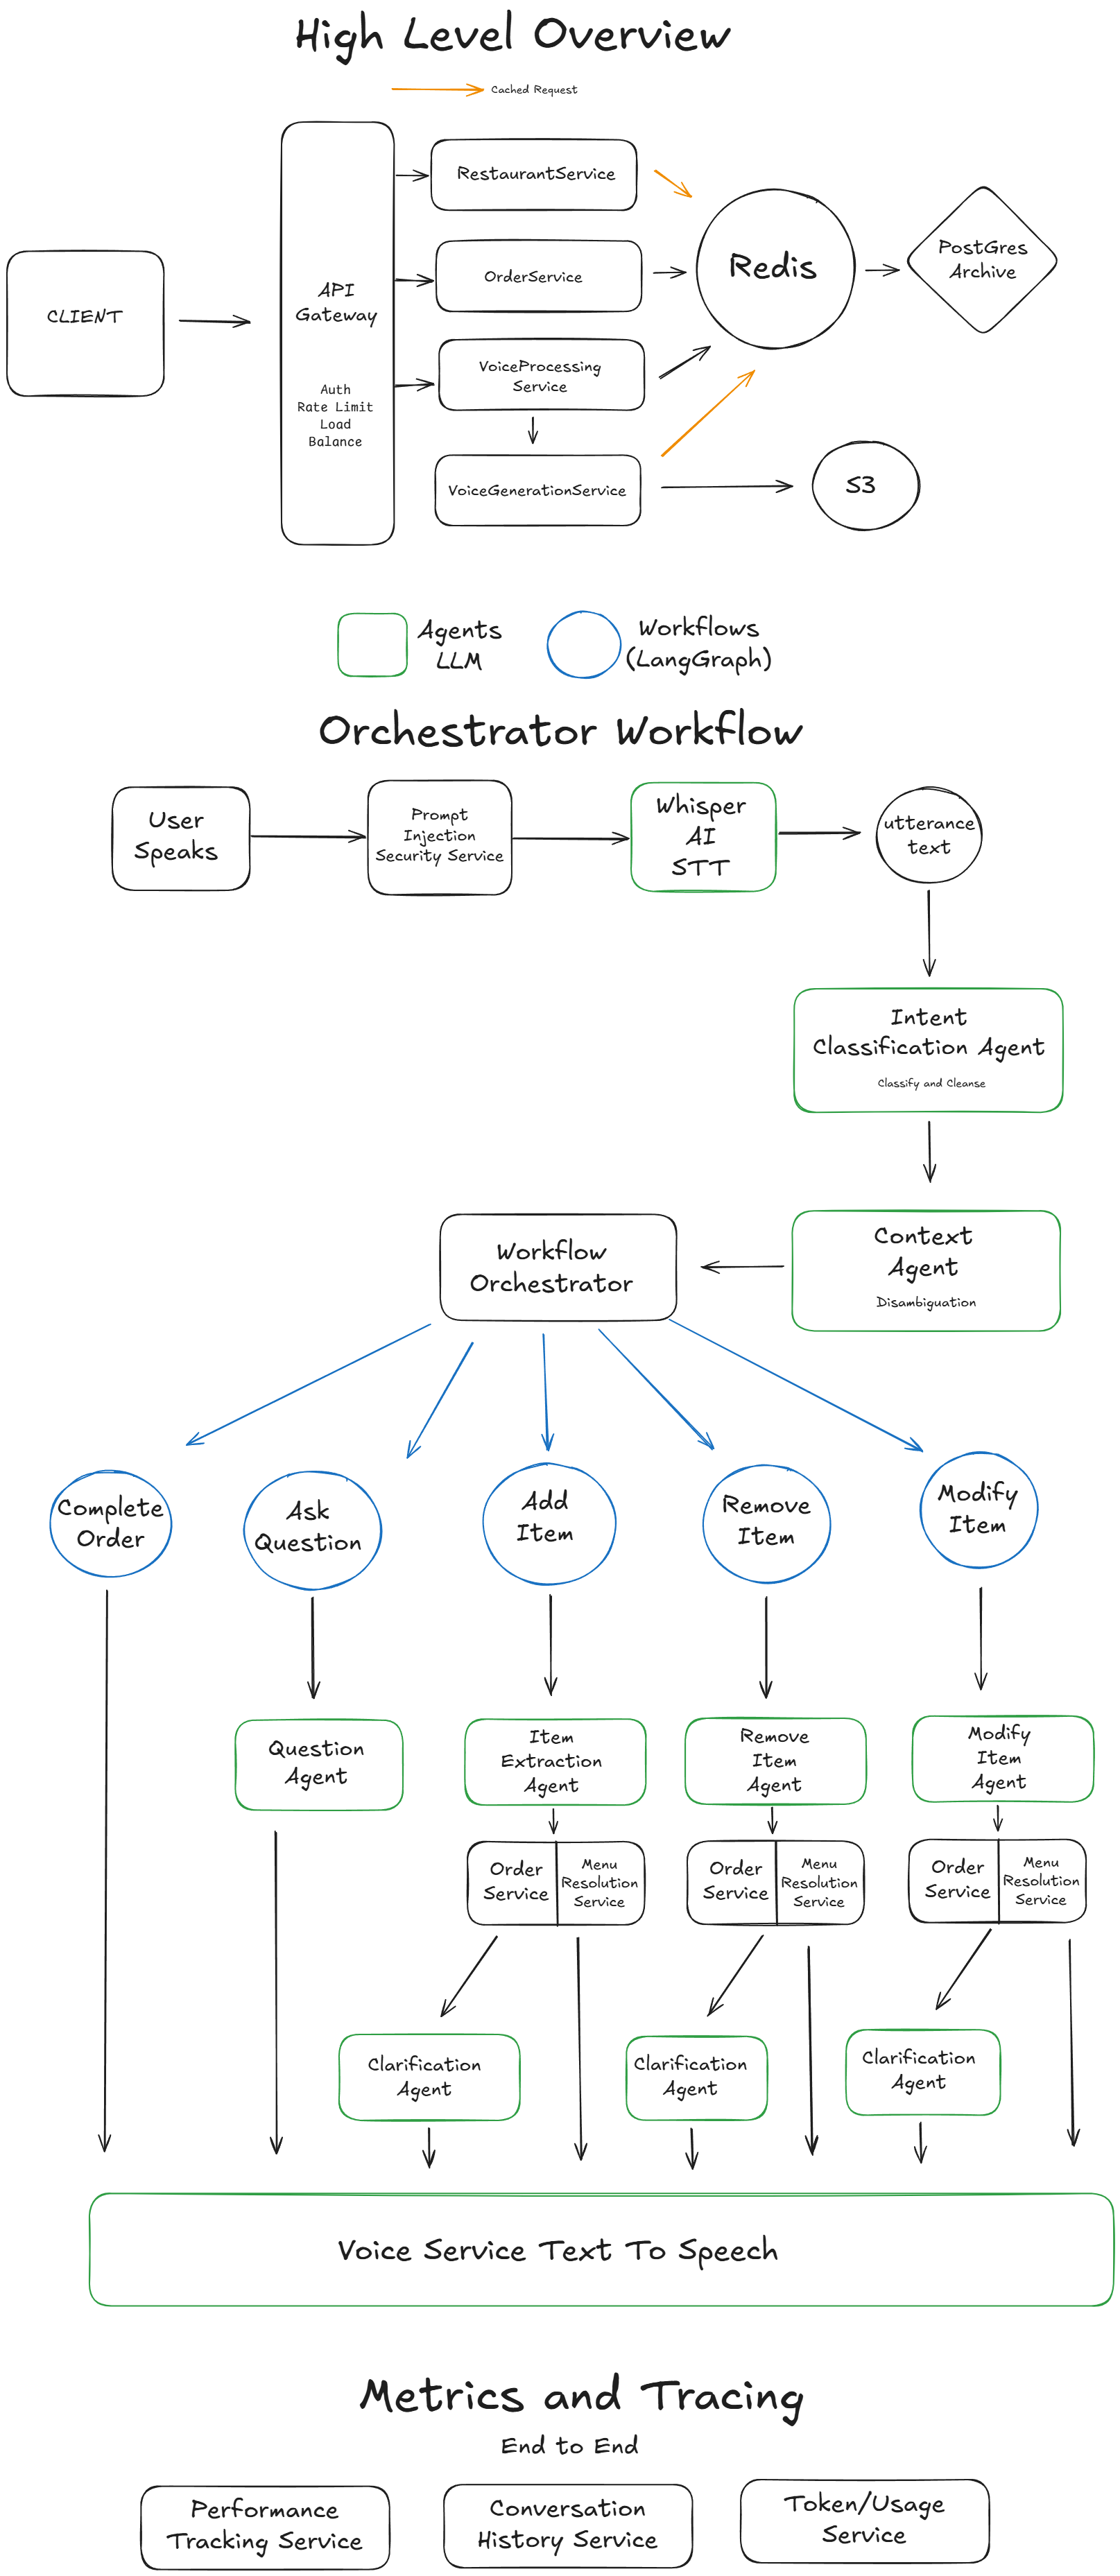 High Level Overview
Cached Request
RestaurantService
OrderService
Redis
PostGres
Archive
CLIENT
API
Gateway
Auth
Rate Limit
Load
Balance
VoiceProcessing
Service
VoiceGenerationService
S3
Agents
LLM
Workflows
(LangGraph)
Orchestrator Workflow
User
Speaks
Prompt
Injection
Security Service
Whisper
AI
STT
utterance
text
Intent
Classification Agent
Classify and Cleanse
Context
Agent
Disambiguation
Workflow
Orchestrator
Complete
Order
Ask
Question
Add
Item
Remove
Item
Modify
Item
Question
Agent
Item
Extraction
Agent
Remove
Item
Agent
Modify
Item
Agent
Order
Service
Menu
Resolution
Service
Order
Service
Menu
Resolution
Service
Order
Service
Menu
Resolution
Service
Clarification
Agent
Clarification
Agent
Clarification
Agent
Voice Service Text To Speech
Metrics and Tracing
End to End
Performance
Tracking Service
Conversation
History Service
Token/Usage
Service